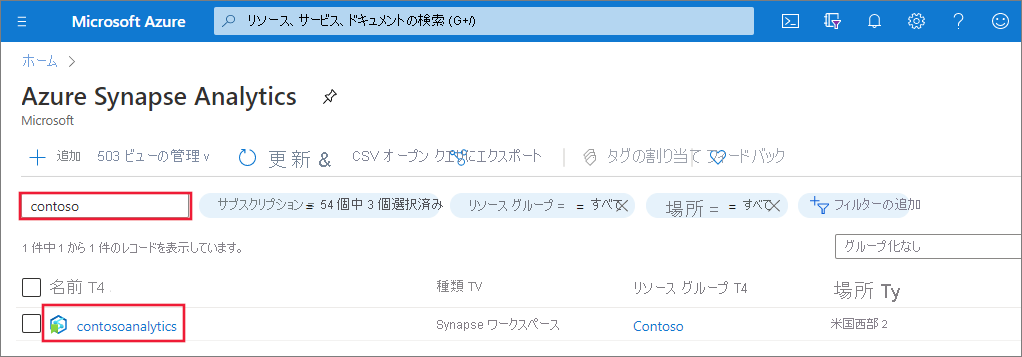 Microsoft Azure リソース、サービス、ドキュメントの検索 (G+/)
ホーム
Azure Synapse Analytics
Microsoft
追加 503 ビューの管理 v 更新 & CSV オープン クエリにエクスポート タグの割り当て フィードバック
contoso サブスクリプション = 54 個中 3 個選択済み リソース グループ = = すべて 場所 = = すべて フィルターの追加
1 件中 1 から 1 件のレコードを表示しています。
グループ化なし
名前 T4 種類 TV リソース グループ T4 場所 Ty
contosoanalytics Synapse ワークスペース Contoso 米国西部 2